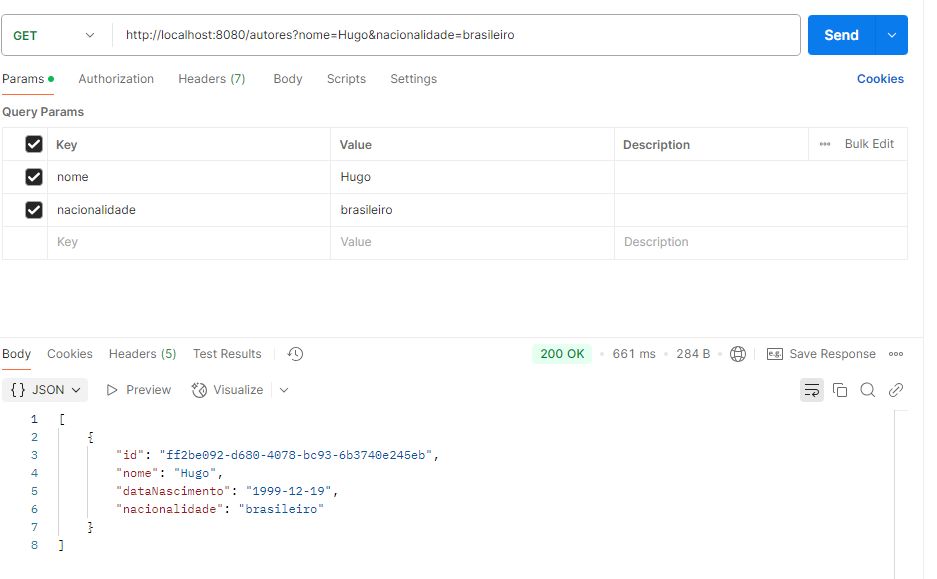 GET http://localhost:8080/autores?nome=Hugo&nacionalidade=brasileiro Send
Params Authorization Headers (7) Body Scripts Settings Cookies
Query Params
Key Value Description Bulk Edit
nome Hugo
nacionalidade brasileiro
Key Value Description
Body Cookies Headers (5) Test Results 200 OK 661 ms 284 B e.g. Save Response
{} JSON Preview Visualize
1 [
2 {
3 "id": "ff2be092-d680-4078-bc93-6b3740e245eb",
4 "nome": "Hugo",
5 "dataNascimento": "1999-12-19",
6 "nacionalidade": "brasileiro"
7 }
8 ]